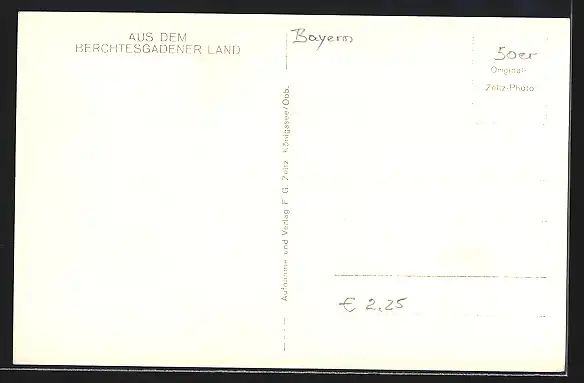 AUS DEM
BERCHTESGADENER LAND
Bayern
50er
Original-
Zeitz-Photo
Aufnahme und Verlag F. G. Zeitz, Königssee/Obb.
€ 2,25